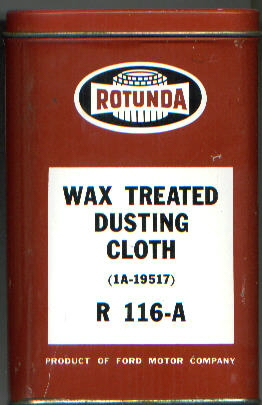 ROTUNDA
WAX TREATED
DUSTING
CLOTH
(1A-19517)
R 116-A
PRODUCT OF FORD MOTOR COMPANY